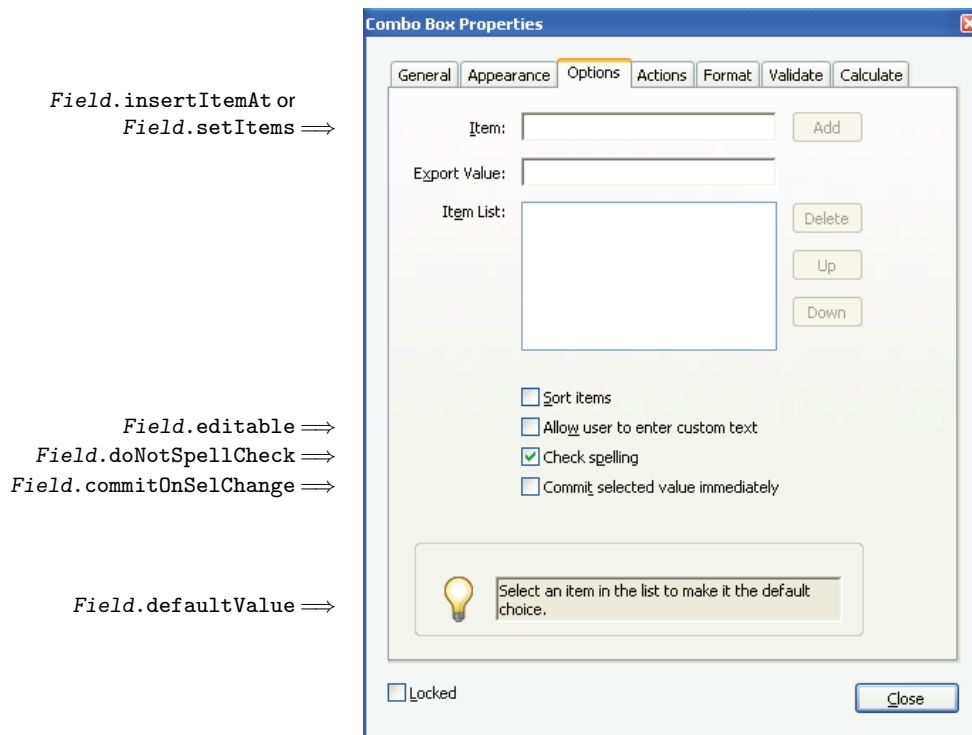 Combo Box Properties
General Appearance Options Actions Format Validate Calculate
Field.insertItemAt or
Field.setItems ⟹
Item:
Add
Export Value:
Item List:
Delete
Up
Down
Sort items
Field.editable ⟹
Allow user to enter custom text
Field.doNotSpellCheck ⟹
Check spelling
Field.commitOnSelChange ⟹
Commit selected value immediately
Field.defaultValue ⟹
Select an item in the list to make it the default
choice.
Locked
Close